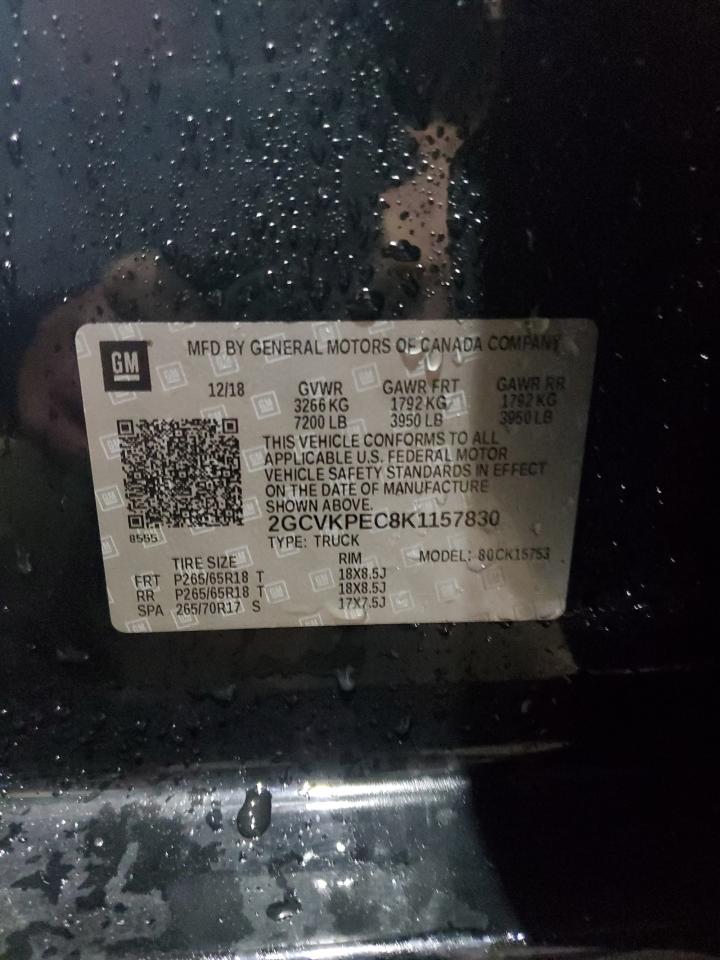 GM
MFD BY GENERAL MOTORS OF CANADA COMPANY
12/18 GVWR GAWR FRT GAWR RR
3266 KG 1792 KG 1792 KG
7200 LB 3950 LB 3950 LB
THIS VEHICLE CONFORMS TO ALL
APPLICABLE U.S. FEDERAL MOTOR
VEHICLE SAFETY STANDARDS IN EFFECT
ON THE DATE OF MANUFACTURE
SHOWN ABOVE.
2GCVKPEC8K1157830
8555
TYPE: TRUCK
TIRE SIZE RIM MODEL: 80CK15753
FRT P265/65R18 T 18X8.5J
RR P265/65R18 T 18X8.5J
SPA 265/70R17 S 17X7.5J